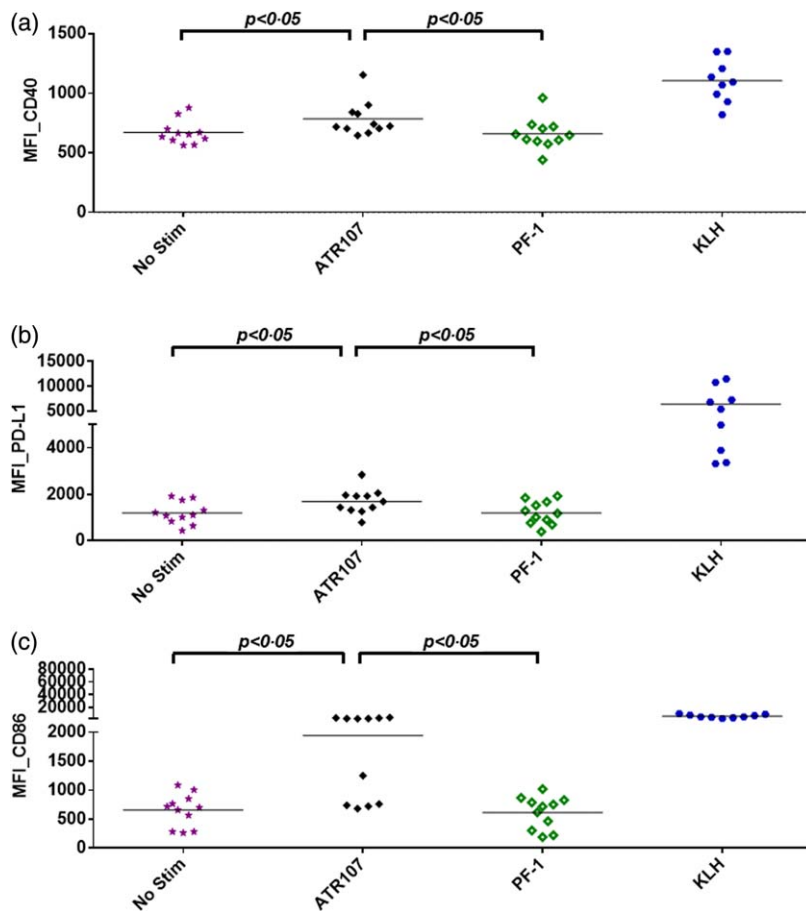 (a)
p<0·05 p<0·05
1500
1000
500
0
MFI_CD40
No Stim ATR107 PF-1 KLH
(b)
p<0·05 p<0·05
15000
10000
5000
4000
2000
0
MFI_PD-L1
No Stim ATR107 PF-1 KLH
(c)
p<0·05 p<0·05
80000
60000
40000
20000
2000
1500
1000
500
0
MFI_CD86
No Stim ATR107 PF-1 KLH